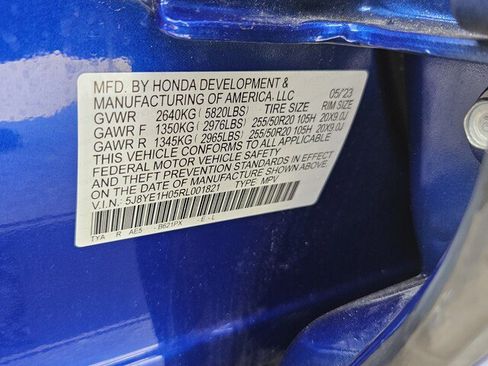 MFD. BY HONDA DEVELOPMENT & 05/23
MANUFACTURING OF AMERICA, LLC
GVWR 2640KG (5820LBS) TIRE SIZE RIM SIZE
GAWR F 1350KG (2976LBS) 255/50R20 105H 20X9.0J
GAWR R 1345KG (2965LBS) 255/50R20 105H 20X9.0J
THIS VEHICLE CONFORMS TO ALL APPLICABLE
FEDERAL MOTOR VEHICLE SAFETY, BUMPER,
AND THEFT PREVENTION STANDARDS IN EFFECT
ON THE DATE OF MANUFACTURE SHOWN ABOVE.
V.I.N.: 5J8YE1H05RL001821 TYPE: MPV
TYA R AE5 - B621PX - E - L